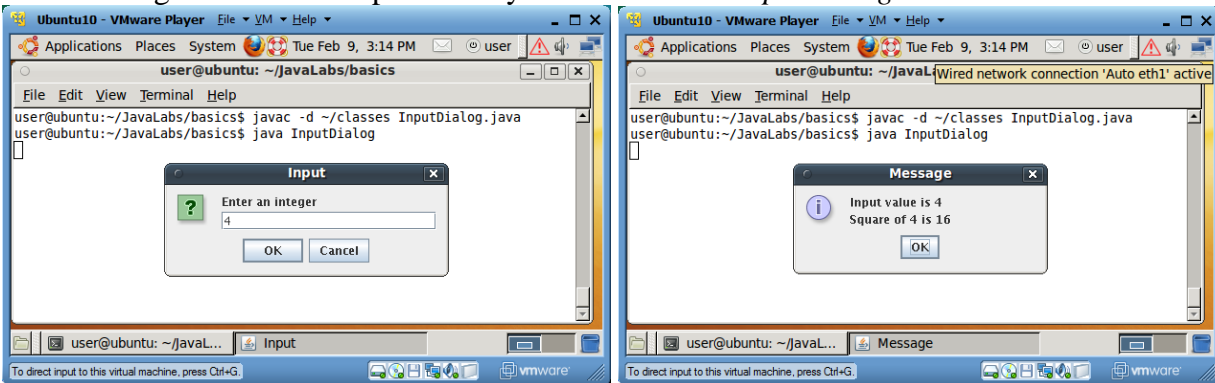 Ubuntu10 - VMware Player File VM Help
Applications Places System Tue Feb 9, 3:14 PM user
user@ubuntu: ~/JavaLabs/basics
File Edit View Terminal Help
user@ubuntu:~/JavaLabs/basics$ javac -d ~/classes InputDialog.java
user@ubuntu:~/JavaLabs/basics$ java InputDialog
Input
Enter an integer
4
OK Cancel
user@ubuntu: ~/JavaL... Input
To direct input to this virtual machine, press Ctrl+G. vmware
Ubuntu10 - VMware Player File VM Help
Applications Places System Tue Feb 9, 3:14 PM user
user@ubuntu: ~/JavaL
Wired network connection 'Auto eth1' active
File Edit View Terminal Help
user@ubuntu:~/JavaLabs/basics$ javac -d ~/classes InputDialog.java
user@ubuntu:~/JavaLabs/basics$ java InputDialog
Message
Input value is 4
Square of 4 is 16
OK
user@ubuntu: ~/JavaL... Message
To direct input to this virtual machine, press Ctrl+G. vmware